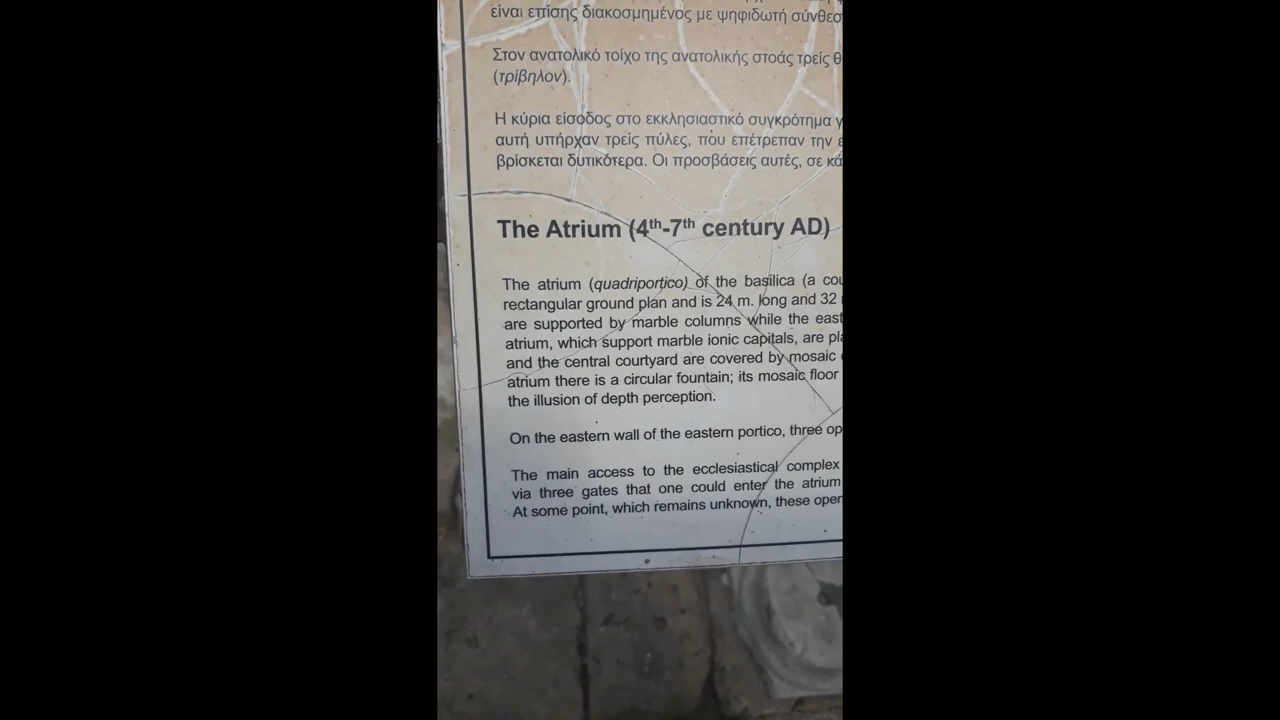 είναι επίσης διακοσμημένος με ψηφιδωτή
Στον ανατολικό τοίχο της ανατολικής στοάς τρείς
(τρίβηλον).
Η κύρια είσοδος στο εκκλησιαστικό συγκρότημα
αυτή υπήρχαν τρείς πύλες, που επέτρεπαν την
βρίσκεται δυτικότερα. Οι προσβάσεις αυτές, σε
The Atrium (4th-7th century AD)
The atrium (quadriportico) of the basilica (a
rectangular ground plan and is 24 m. long and 32
are supported by marble columns while the east
atrium, which support marble ionic capitals, are
and the central courtyard are covered by mosaic
atrium there is a circular fountain; its mosaic floor
the illusion of depth perception.
On the eastern wall of the eastern portico, three
The main access to the ecclesiastical complex
via three gates that one could enter the atrium
At some point, which remains unknown, these